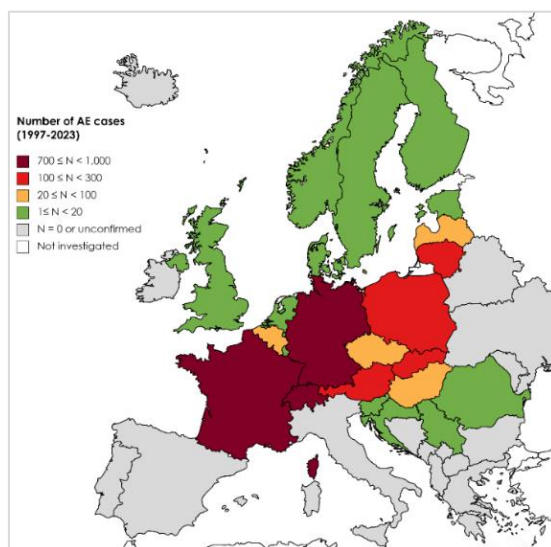 Number of AE cases
(1997-2023)
700 ≤ N < 1,000
100 ≤ N < 300
20 ≤ N < 100
1≤ N < 20
N = 0 or unconfirmed
Not investigated